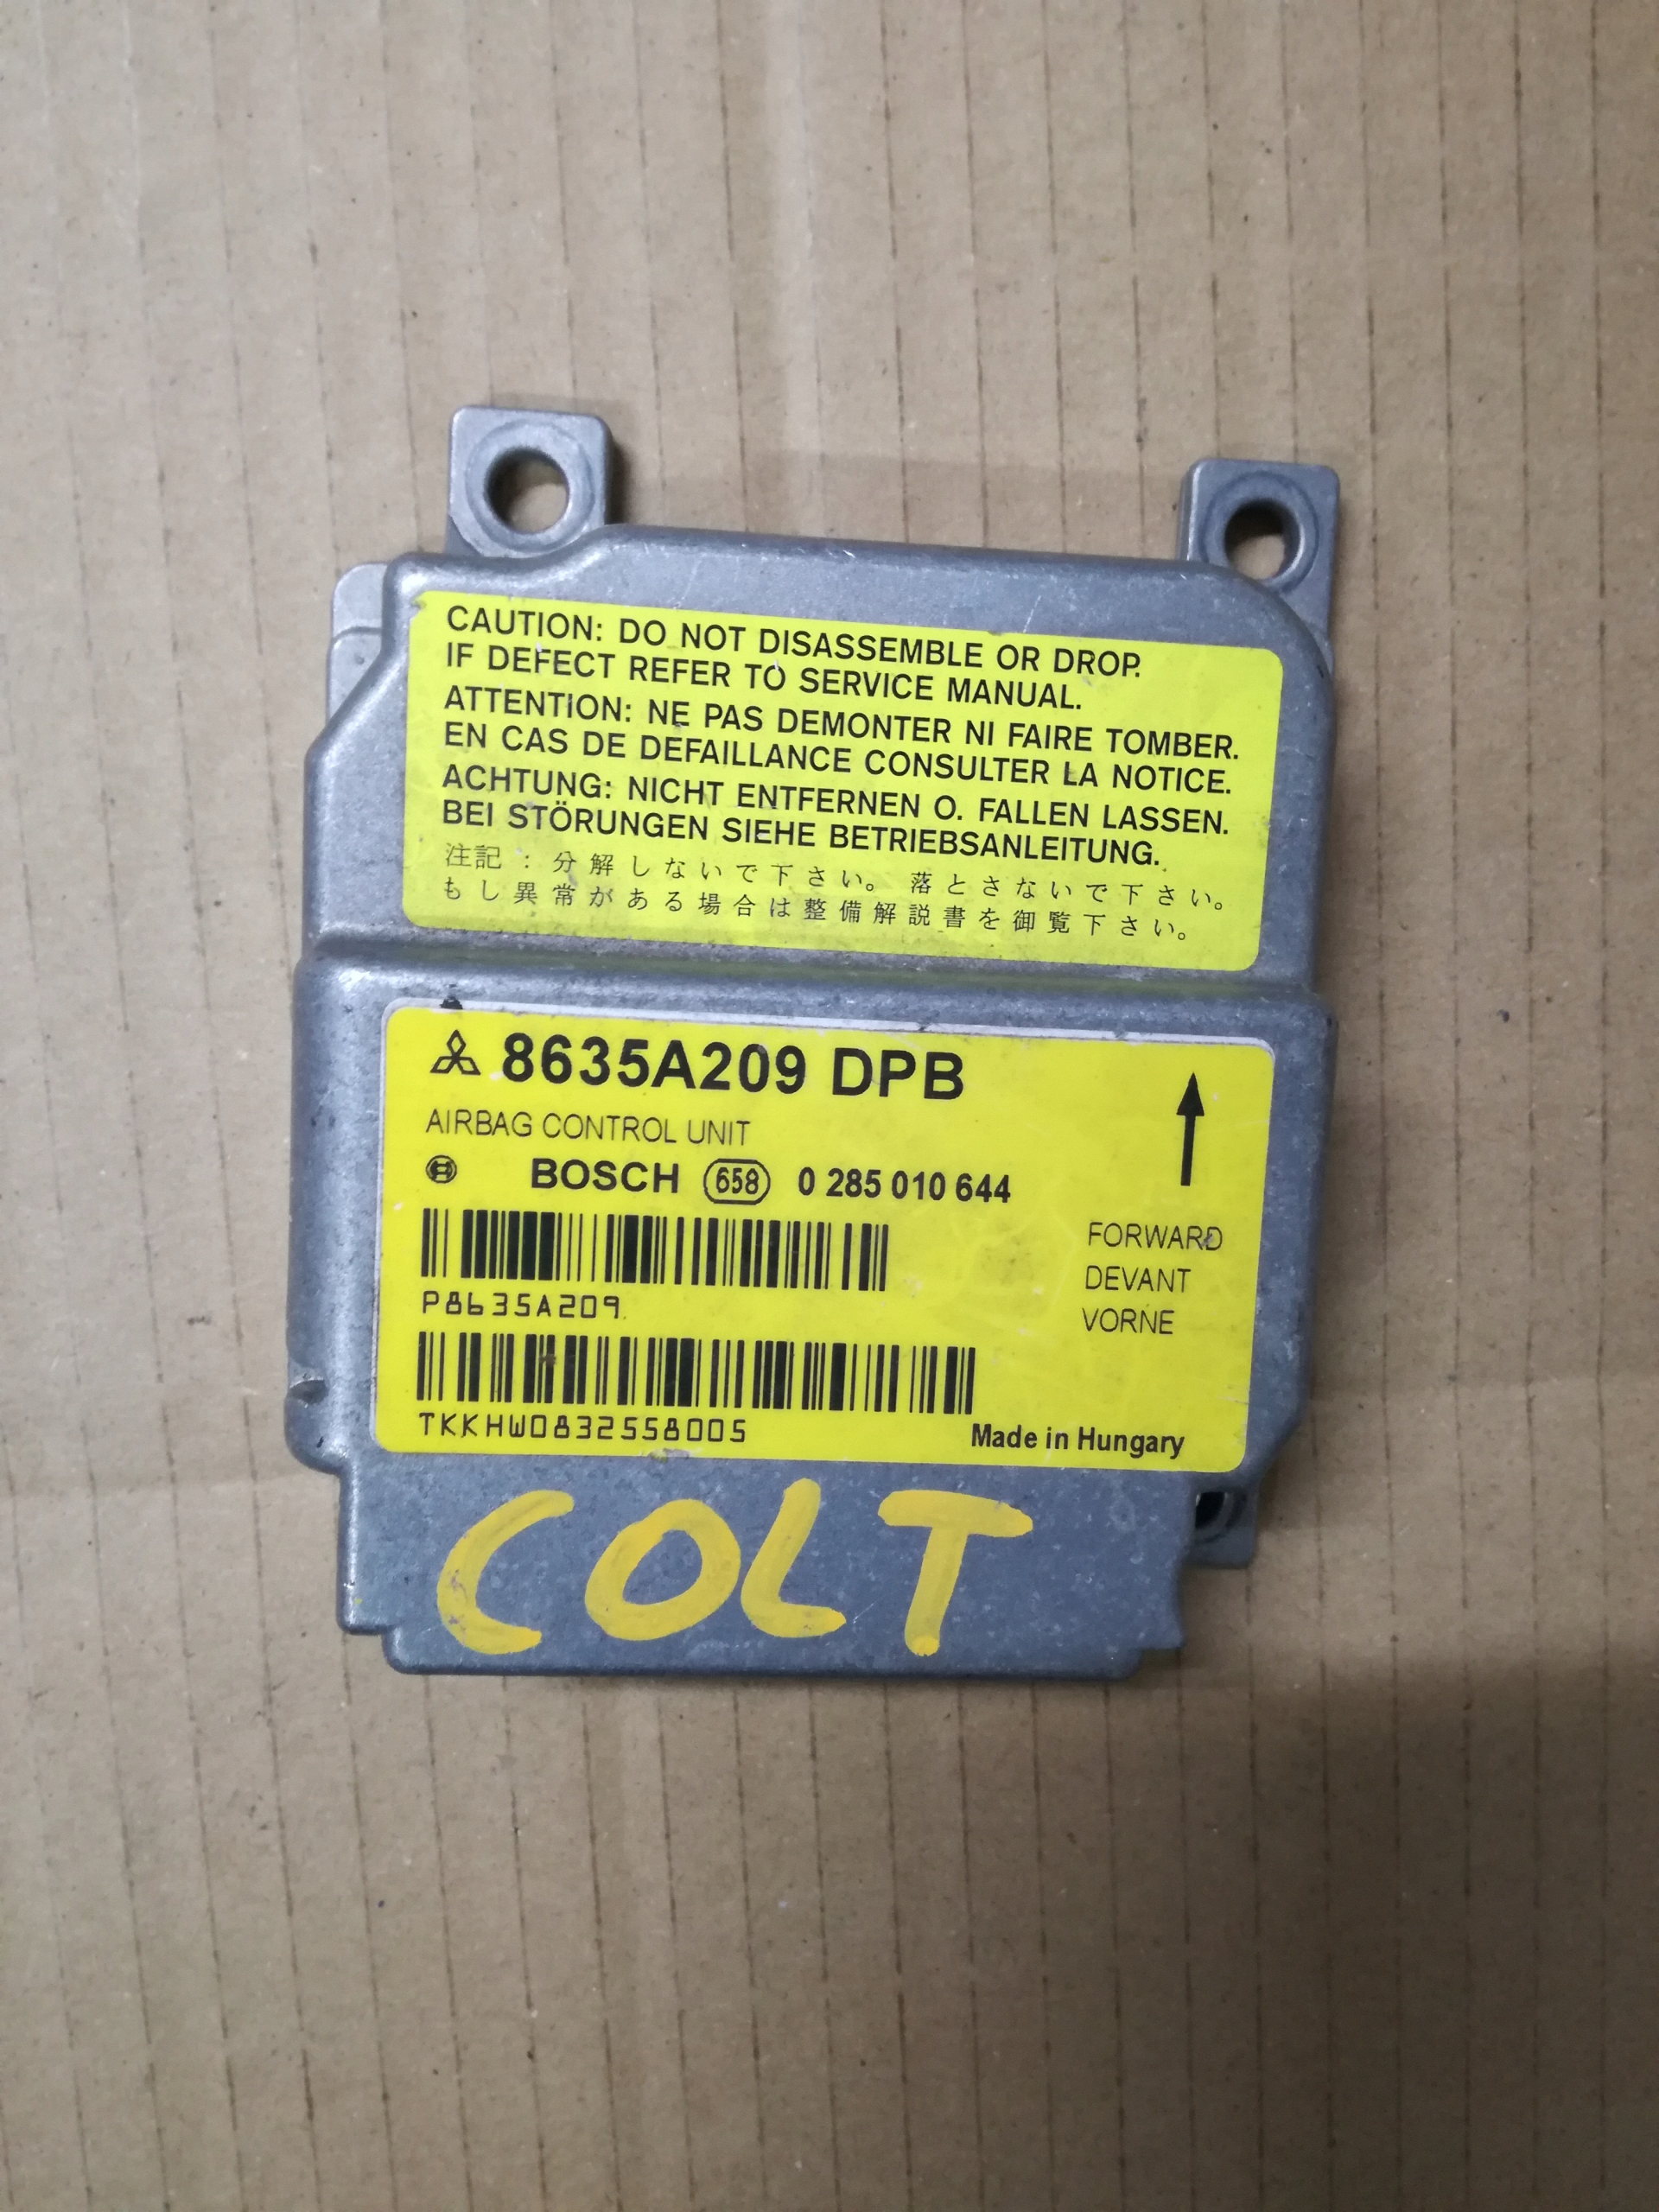 CAUTION: DO NOT DISASSEMBLE OR DROP.
IF DEFECT REFER TO SERVICE MANUAL.
ATTENTION: NE PAS DEMONTER NI FAIRE TOMBER.
EN CAS DE DEFAILLANCE CONSULTER LA NOTICE.
ACHTUNG: NICHT ENTFERNEN O. FALLEN LASSEN.
BEI STÖRUNGEN SIEHE BETRIEBSANLEITUNG.
注記：分解しないで下さい。落とさないで下さい。
もし異常がある場合は整備解説書を御覧下さい。
8635A209 DPB
AIRBAG CONTROL UNIT
BOSCH 658 0 285 010 644
FORWARD
DEVANT
VORNE
P8635A209
TKKHW0832558005
Made in Hungary
COLT